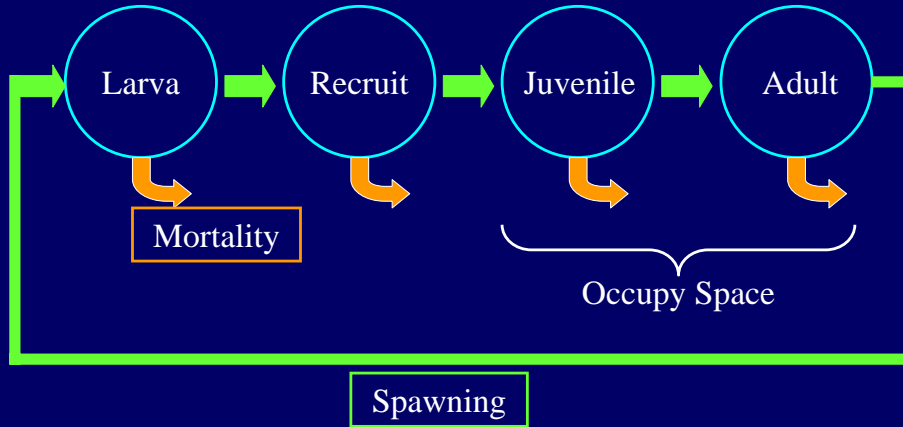 Larva
Recruit
Juvenile
Adult
Mortality
Occupy Space
Spawning